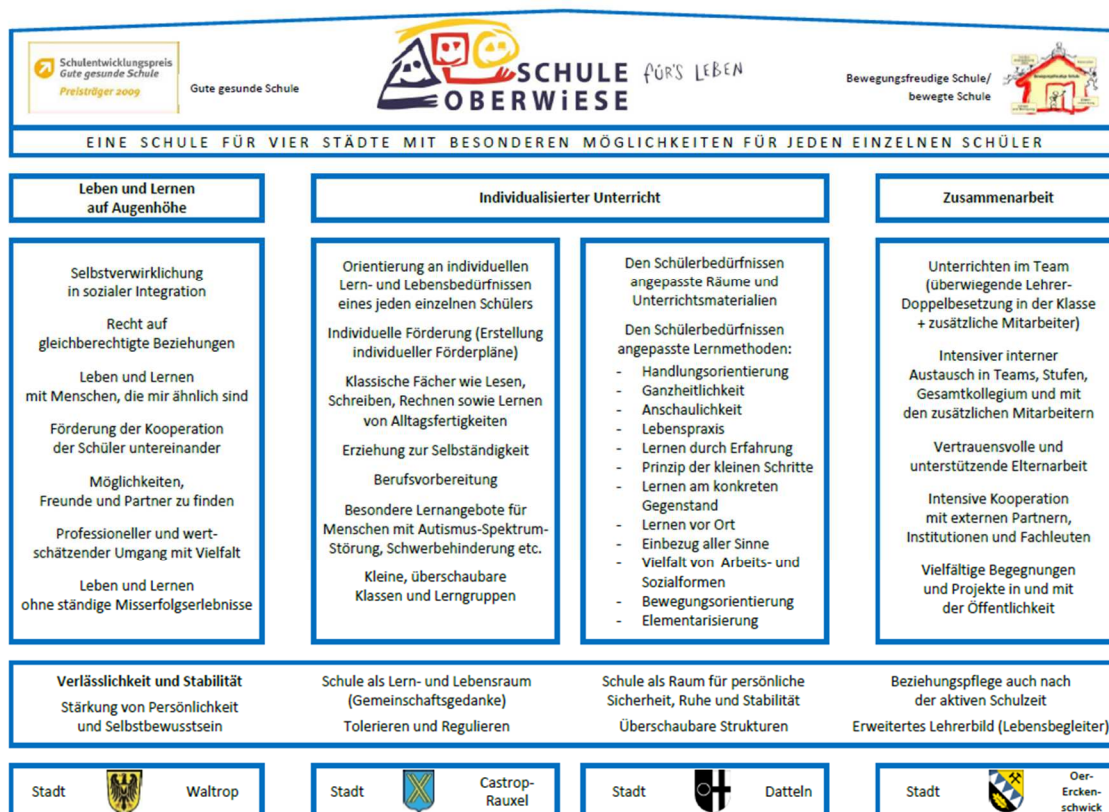 Schulentwicklungspreis
Gute gesunde Schule
Preisträger 2009
Gute gesunde Schule
SCHULE FÜR'S LEBEN
OBERWiESE
Bewegungsfreudige Schule/
bewegte Schule
EINE SCHULE FÜR VIER STÄDTE MIT BESONDEREN MÖGLICHKEITEN FÜR JEDEN EINZELNEN SCHÜLER
Leben und Lernen
auf Augenhöhe
Individualisierter Unterricht
Zusammenarbeit
Selbstverwirklichung
in sozialer Integration
Recht auf
gleichberechtigte Beziehungen
Leben und Lernen
mit Menschen, die mir ähnlich sind
Förderung der Kooperation
der Schüler untereinander
Möglichkeiten,
Freunde und Partner zu finden
Professioneller und wert-
schätzender Umgang mit Vielfalt
Leben und Lernen
ohne ständige Misserfolgserlebnisse
Orientierung an individuellen
Lern- und Lebensbedürfnissen
eines jeden einzelnen Schülers
Individuelle Förderung (Erstellung
individueller Förderpläne)
Klassische Fächer wie Lesen,
Schreiben, Rechnen sowie Lernen
von Alltagsfertigkeiten
Erziehung zur Selbständigkeit
Berufsvorbereitung
Besondere Lernangebote für
Menschen mit Autismus-Spektrum-
Störung, Schwerbehinderung etc.
Kleine, überschaubare
Klassen und Lerngruppen
Den Schülerbedürfnissen
angepasste Räume und
Unterrichtsmaterialien
Den Schülerbedürfnissen
angepasste Lernmethoden:
- Handlungsorientierung
- Ganzheitlichkeit
- Anschaulichkeit
- Lebenspraxis
- Lernen durch Erfahrung
- Prinzip der kleinen Schritte
- Lernen am konkreten
Gegenstand
- Lernen vor Ort
- Einbezug aller Sinne
- Vielfalt von Arbeits- und
Sozialformen
- Bewegungsorientierung
- Elementarisierung
Unterrichten im Team
(überwiegende Lehrer-
Doppelbesetzung in der Klasse
+ zusätzliche Mitarbeiter)
Intensiver interner
Austausch in Teams, Stufen,
Gesamtkollegium und mit
den zusätzlichen Mitarbeitern
Vertrauensvolle und
unterstützende Elternarbeit
Intensive Kooperation
mit externen Partnern,
Institutionen und Fachleuten
Vielfältige Begegnungen
und Projekte in und mit
der Öffentlichkeit
Verlässlichkeit und Stabilität
Stärkung von Persönlichkeit
und Selbstbewusstsein
Schule als Lern- und Lebensraum
(Gemeinschaftsgedanke)
Tolerieren und Regulieren
Schule als Raum für persönliche
Sicherheit, Ruhe und Stabilität
Überschaubare Strukturen
Beziehungspflege auch nach
der aktiven Schulzeit
Erweitertes Lehrerbild (Lebensbegleiter)
Stadt Waltrop
Stadt Castrop-
Rauxel
Stadt Datteln
Stadt Oer-
Ercken-
schwick